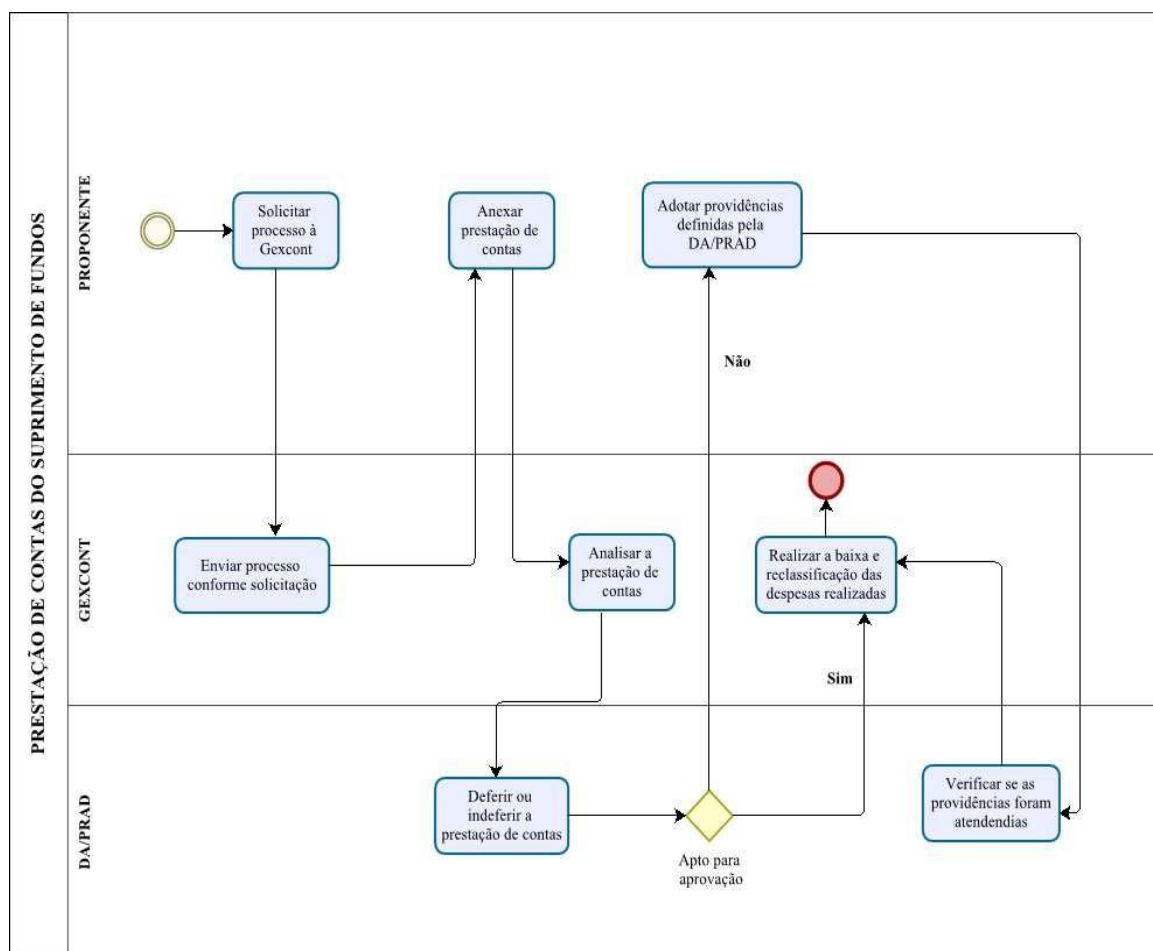 PRESTAÇÃO DE CONTAS DO SUPRIMENTO DE FUNDOS
PROPONENTE
Solicitar
processo à
Gexcont
Anexar
prestação de
contas
Adotar providências
definidas pela
DA/PRAD
Não
GEXCONT
Enviar processo
conforme solicitação
Analisar a
prestação de
contas
Realizar a baixa e
reclassificação das
despesas realizadas
Sim
DA/PRAD
Deferir ou
indeferir a
prestação de contas
Apto para
aprovação
Verificar se as
providências foram
atendendias